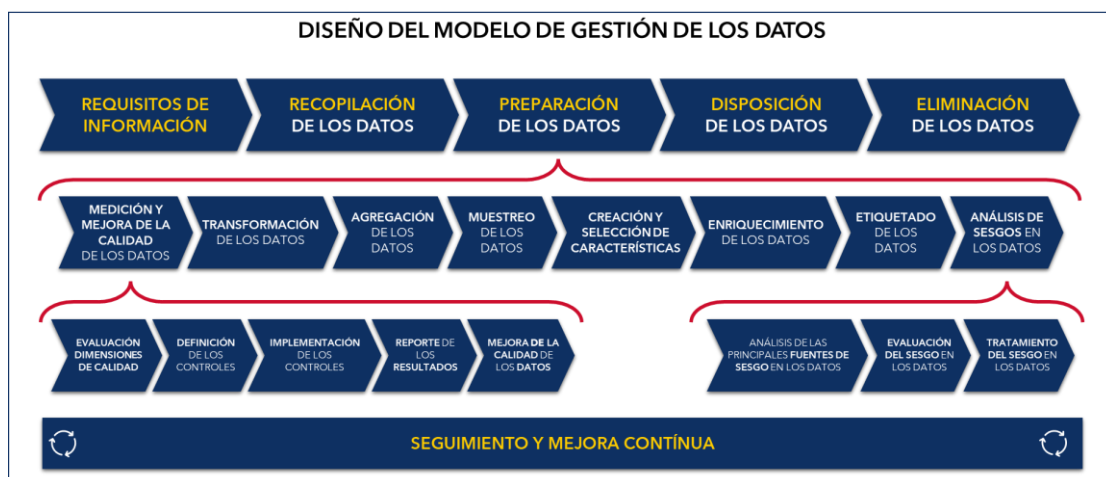 DISEÑO DEL MODELO DE GESTIÓN DE LOS DATOS
REQUISITOS DE
INFORMACIÓN
RECOPILACIÓN
DE LOS DATOS
PREPARACIÓN
DE LOS DATOS
DISPOSICIÓN
DE LOS DATOS
ELIMINACIÓN
DE LOS DATOS
MEDICIÓN Y
MEJORA DE LA
CALIDAD
DE LOS DATOS
TRANSFORMACIÓN
DE LOS DATOS
AGREGACIÓN
DE LOS
DATOS
MUESTREO
DE LOS
DATOS
CREACIÓN Y
SELECCIÓN DE
CARACTERÍSTICAS
ENRIQUECIMIENTO
DE LOS DATOS
ETIQUETADO
DE LOS
DATOS
ANÁLISIS DE
SESGOS EN
LOS DATOS
EVALUACIÓN
DIMENSIONES
DE CALIDAD
DEFINICIÓN
DE LOS
CONTROLES
IMPLEMENTACIÓN
DE LOS
CONTROLES
REPORTE DE
LOS
RESULTADOS
MEJORA DE LA
CALIDAD DE
LOS DATOS
ANÁLISIS DE LAS
PRINCIPALES FUENTES DE
SESGO EN LOS DATOS
EVALUACIÓN
DEL SESGO EN
LOS DATOS
TRATAMIENTO
DEL SESGO EN
LOS DATOS
SEGUIMIENTO Y MEJORA CONTÍNUA